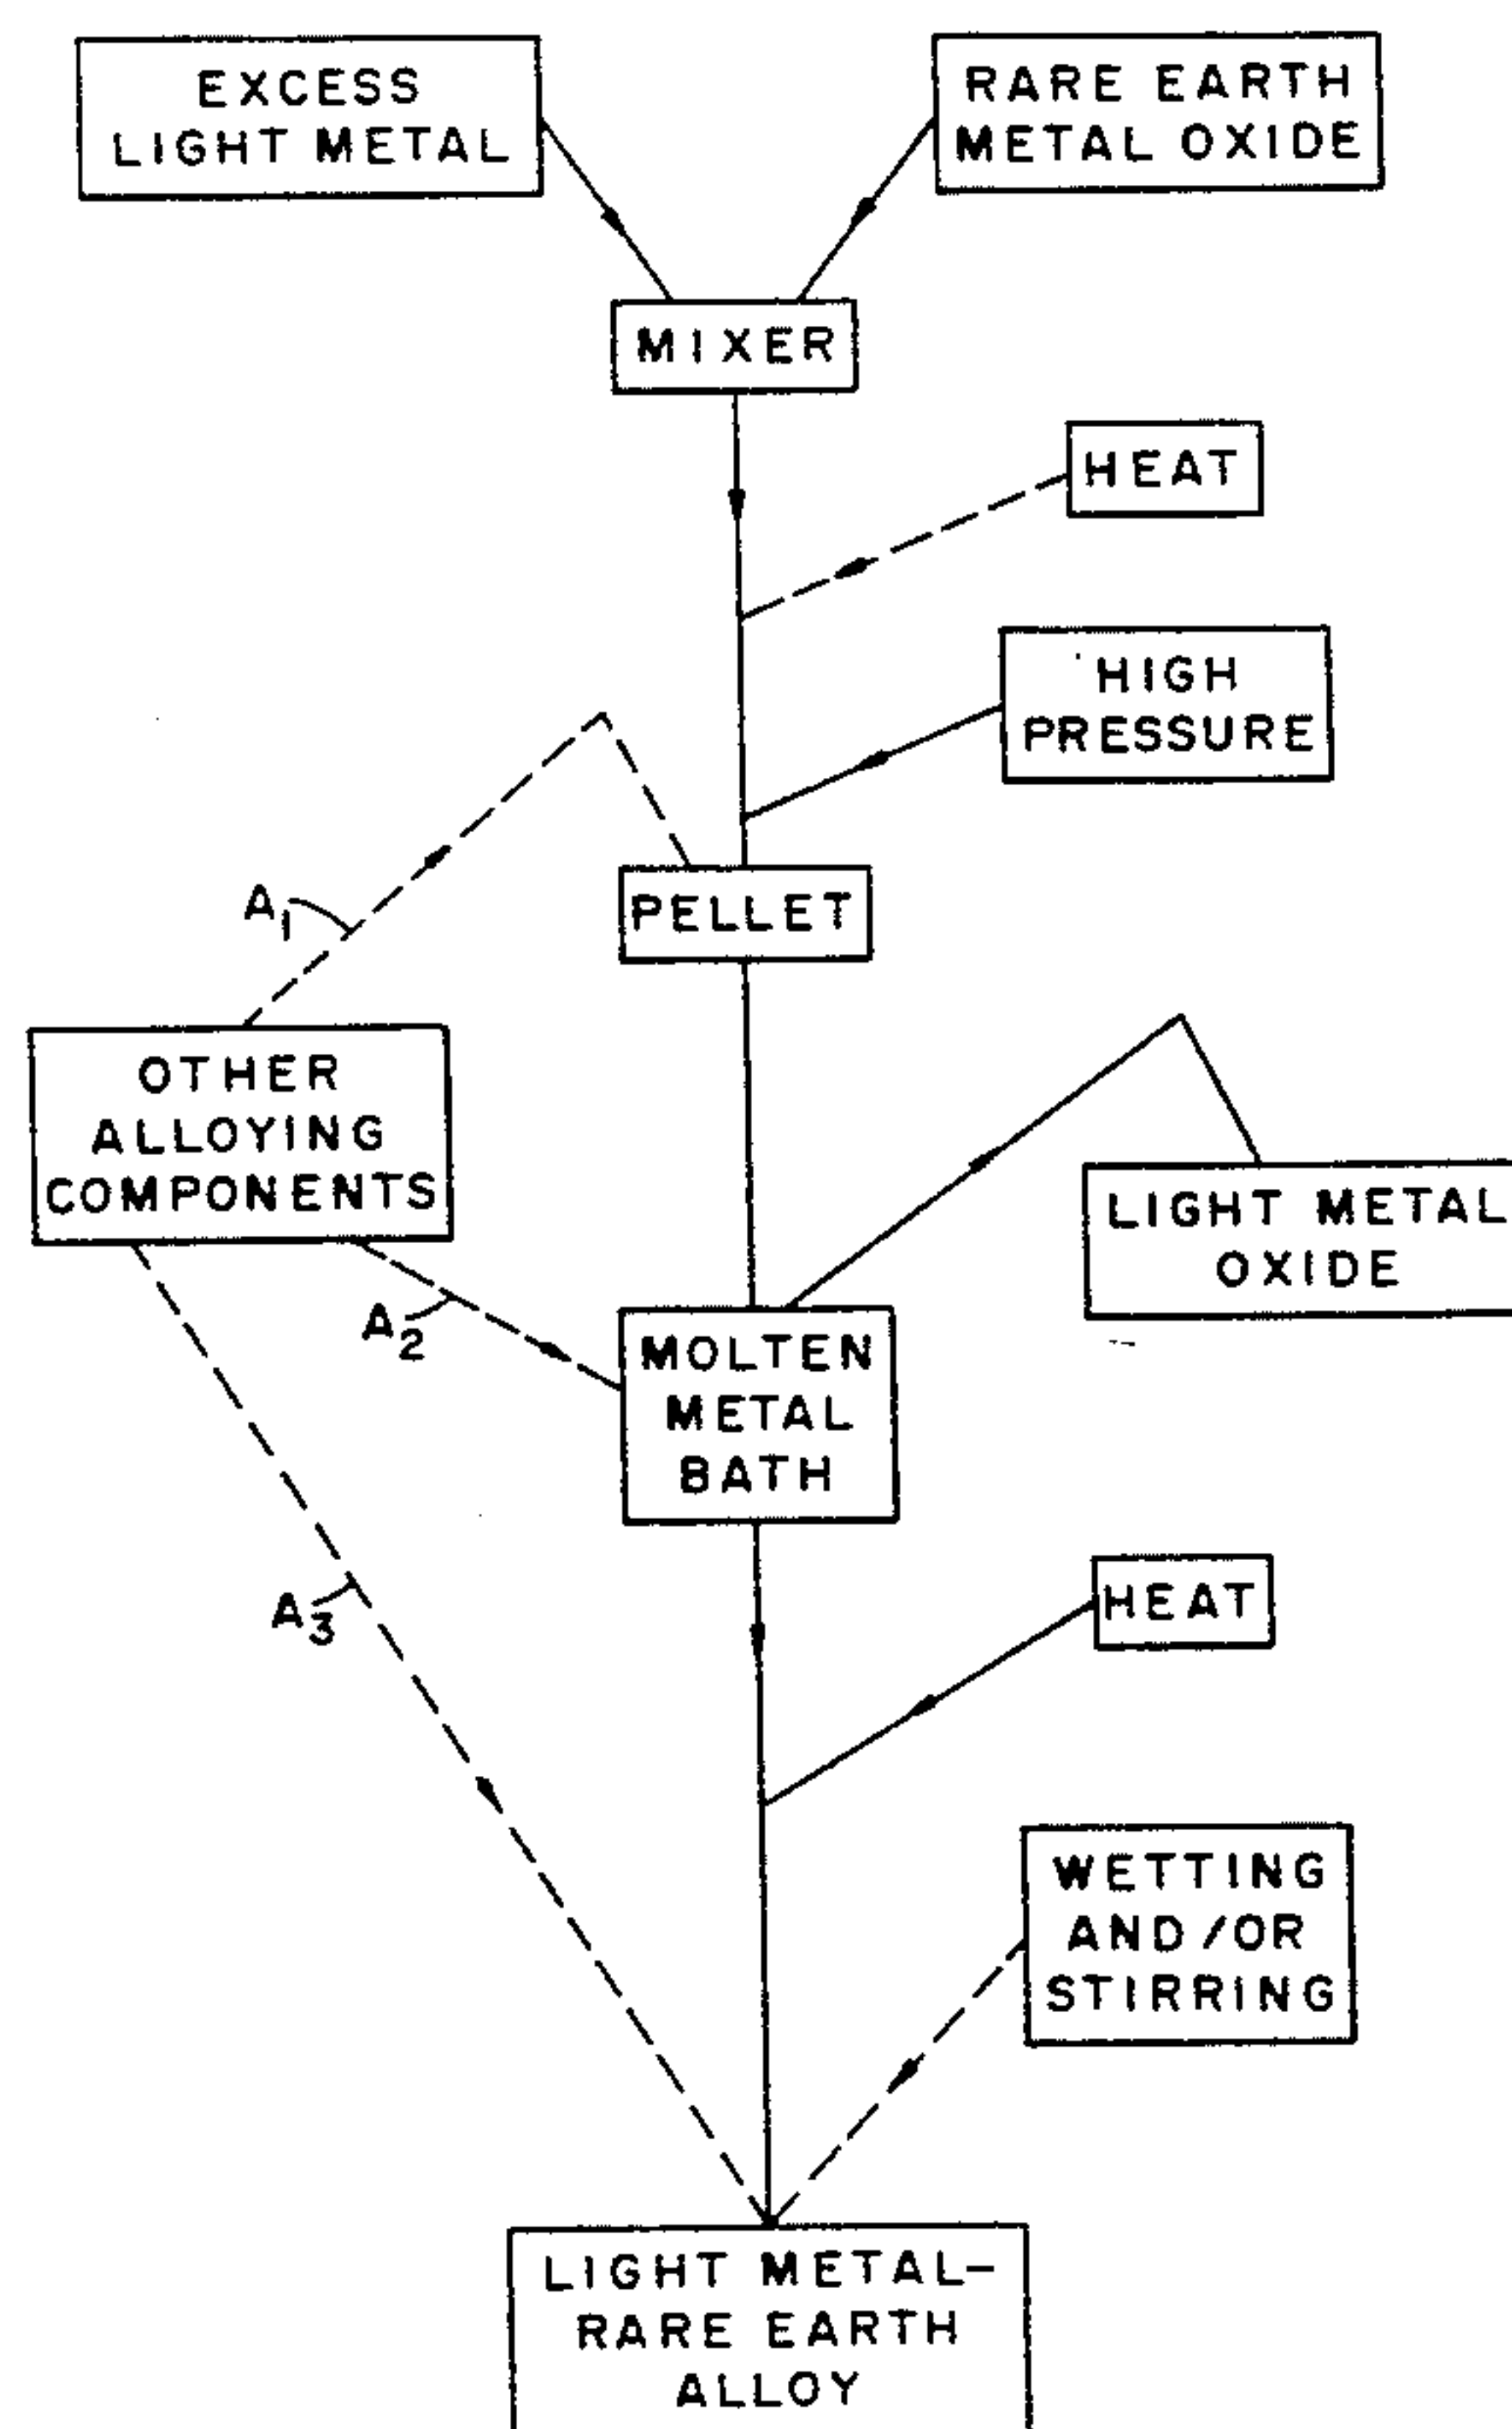 EXCESS
LIGHT METAL
RARE EARTH
METAL OXIDE
MIXER
HEAT
HIGH
PRESSURE
PELLET
A1
OTHER
ALLOYING
COMPONENTS
LIGHT METAL
OXIDE
A2
MOLTEN
METAL
BATH
HEAT
A3
WETTING
AND/OR
STIRRING
LIGHT METAL–
RARE EARTH
ALLOY